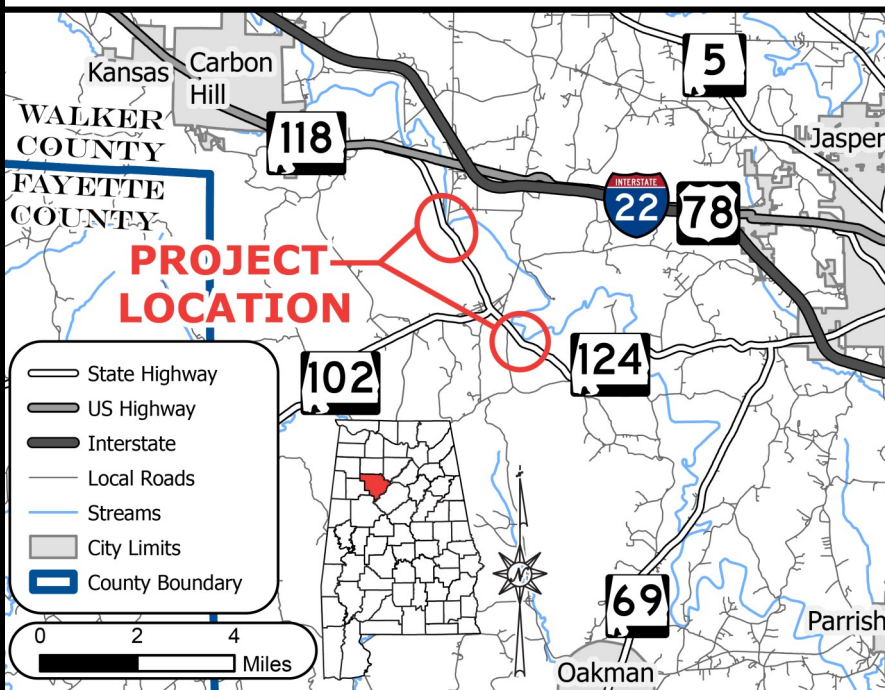 5
Kansas
Carbon
Hill
118
WALKER
COUNTY
Jasper
FAYETTE
COUNTY
INTERSTATE
22
78
PROJECT
LOCATION
102
124
State Highway
US Highway
Interstate
Local Roads
Streams
City Limits
County Boundary
N
69
0 2 4
Miles
Parrish
Oakman